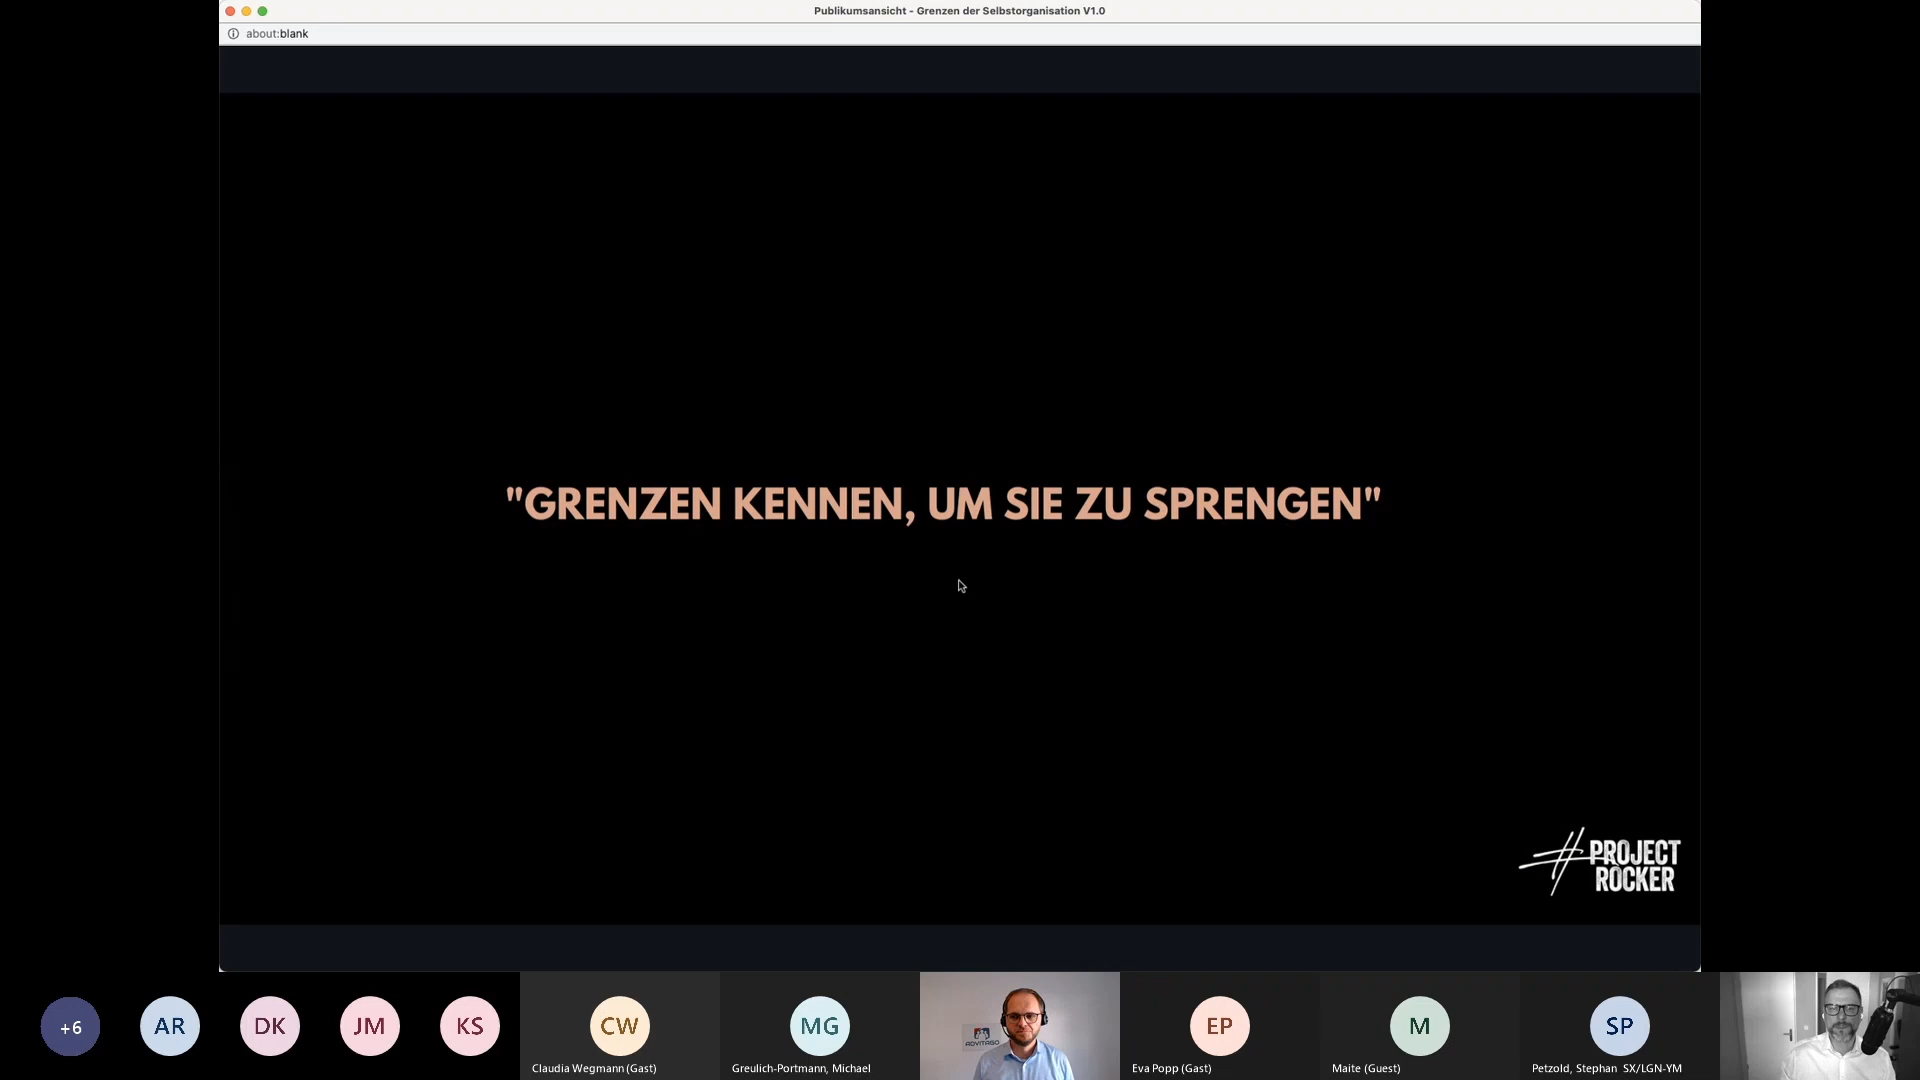 Publikumsansicht - Grenzen der Selbstorganisation V1.0
about:blank
"GRENZEN KENNEN, UM SIE ZU SPRENGEN"
#PROJECT
ROCKER
+6
AR
DK
JM
KS
CW
MG
ADVITAGO
EP
M
SP
Claudia Wegmann (Gast)
Greulich-Portmann, Michael
Eva Popp (Gast)
Maite (Guest)
Petzold, Stephan SX/LGN-YM